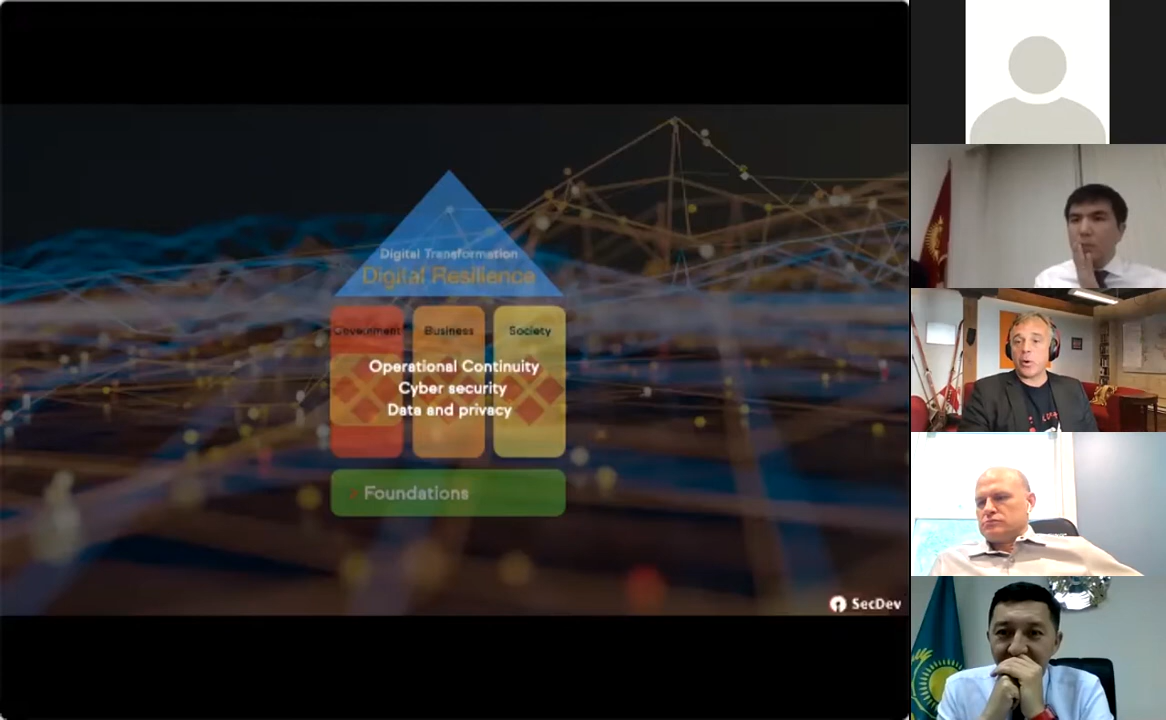 Digital Transformation
Digital Resilience
Government
Business
Society
Operational Continuity
Cyber security
Data and privacy
Foundations
SecDev